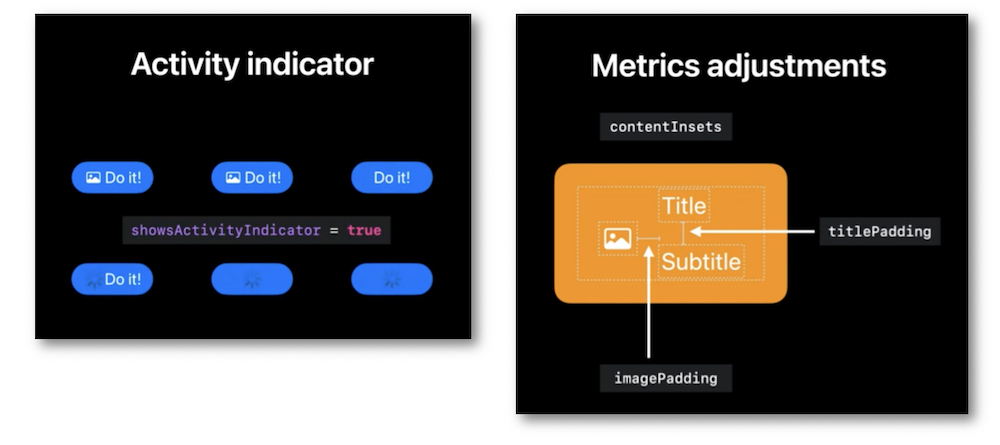 Activity indicator
Do it!
Do it!
Do it!
showsActivityIndicator = true
Do it!
Metrics adjustments
contentInsets
Title
titlePadding
Subtitle
imagePadding